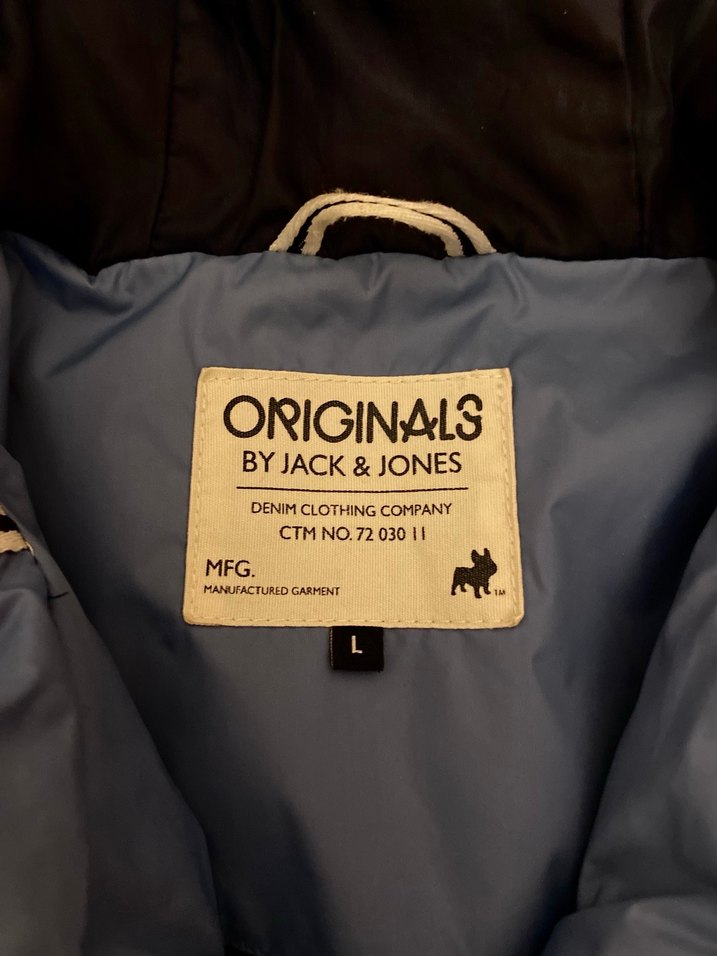 ORIGINALS
BY JACK & JONES
DENIM CLOTHING COMPANY
CTM NO. 72 030 11
MFG.
MANUFACTURED GARMENT
TM
L